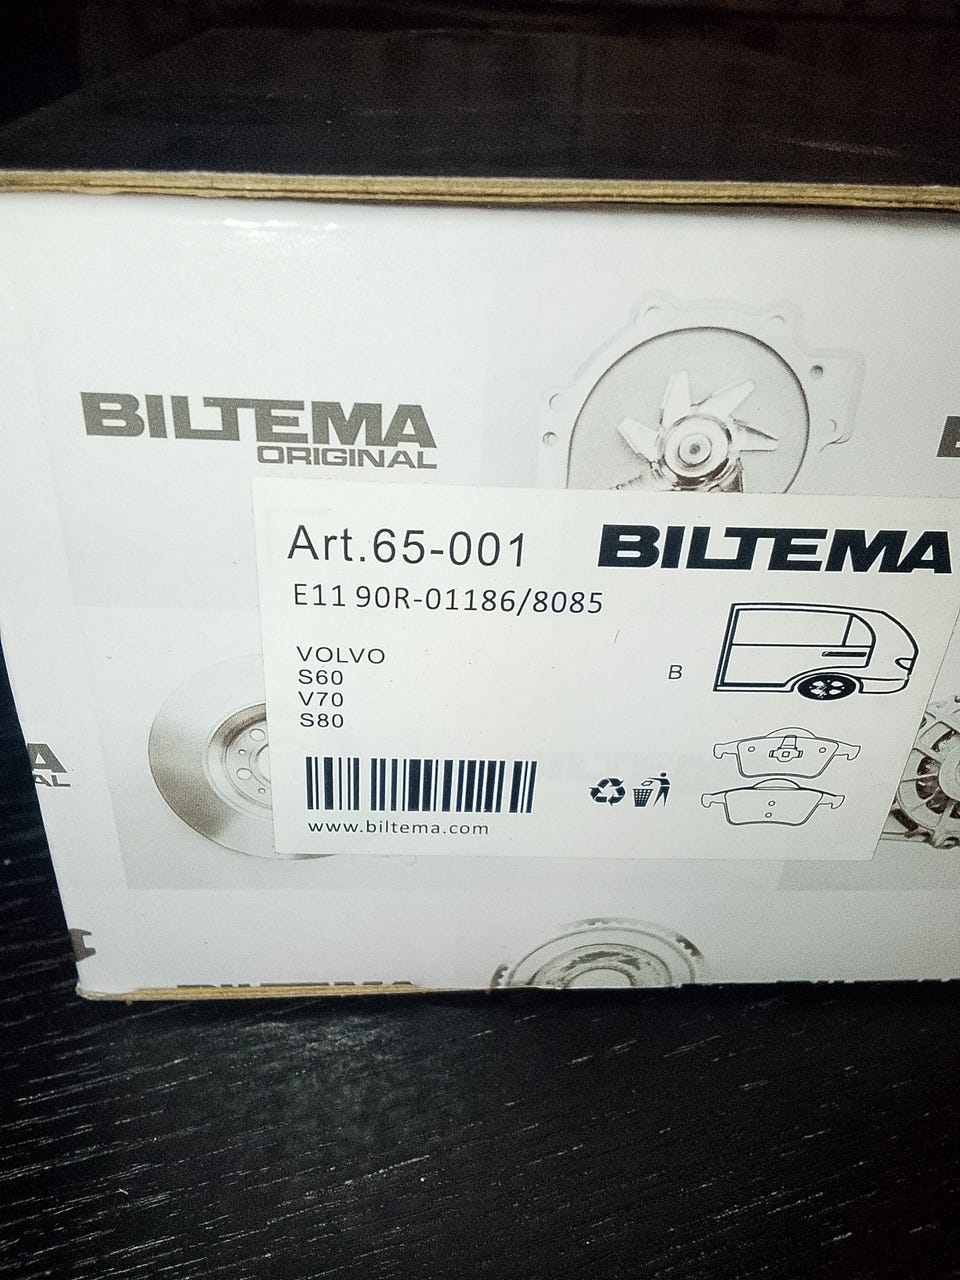 BILTEMA
ORIGINAL
Art.65-001
BILTEMA
E11 90R-01186/8085
VOLVO
S60
V70
S80
B
www.biltema.com